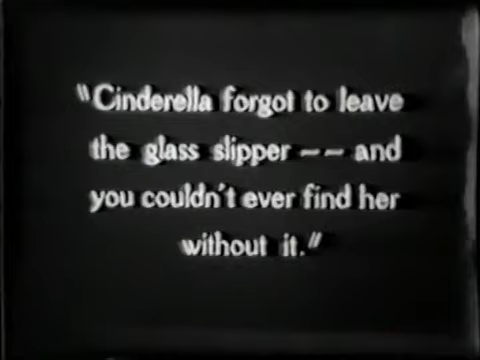 "Cinderella forgot to leave
the glass slipper -- and
you couldn't ever find her
without it."